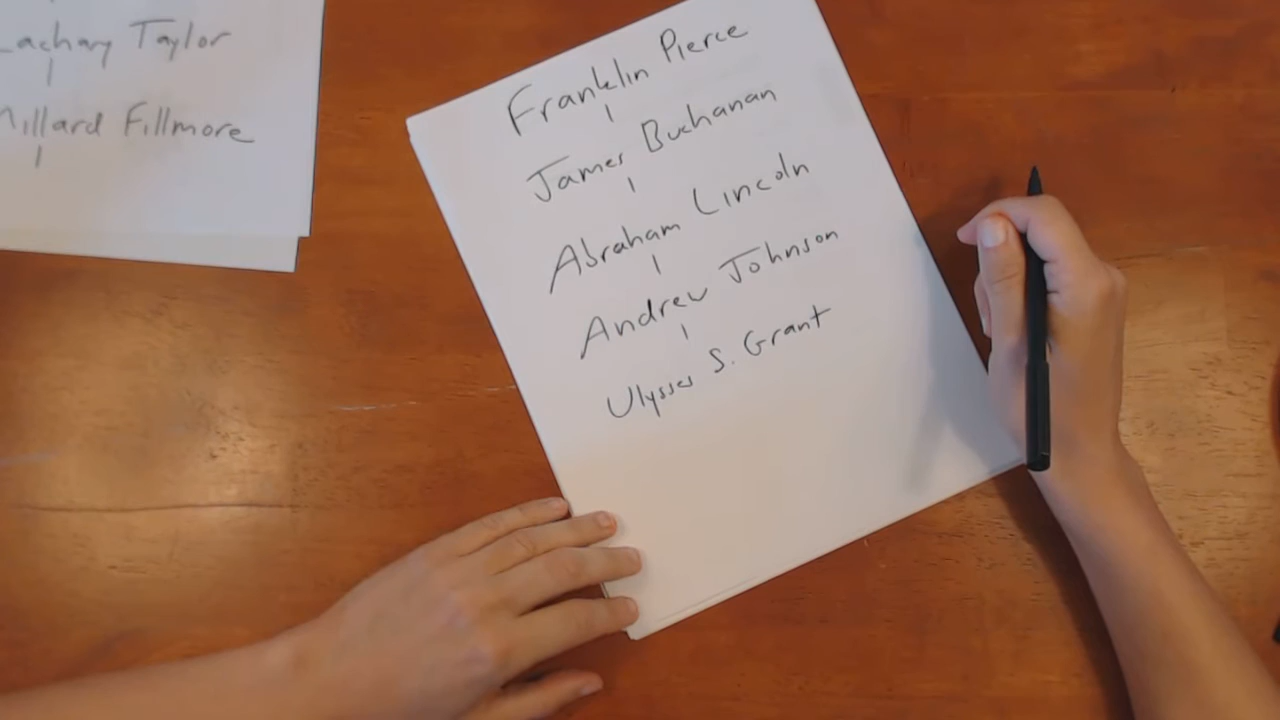 Zachary Taylor
Millard Fillmore
Franklin Pierce
James Buchanan
Abraham Lincoln
Andrew Johnson
Ulysses S. Grant